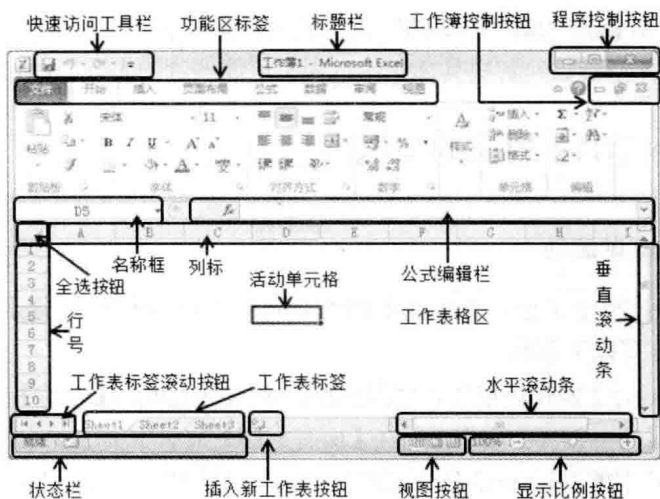 快速访问工具栏 功能区标签 标题栏 工作簿控制按钮 程序控制按钮
工作簿1 - Microsoft Excel
文件 开始 插入 页面布局 公式 数据 审阅 视图
宋体 11 常规 插入 Σ
粘贴 B I U A A % 样式 删除
A 格式
剪贴板 字体 对齐方式 数字 单元格 编辑
D5 fx
A B C D E F G H I
名称框 列标 公式编辑栏
全选按钮 活动单元格 垂直滚动条
行号 工作表格区
1
2
3
4
5
6
7
8
9
10
工作表标签滚动按钮 工作表标签 水平滚动条
Sheet1 Sheet2 Sheet3
就绪 100%
状态栏 插入新工作表按钮 视图按钮 显示比例按钮